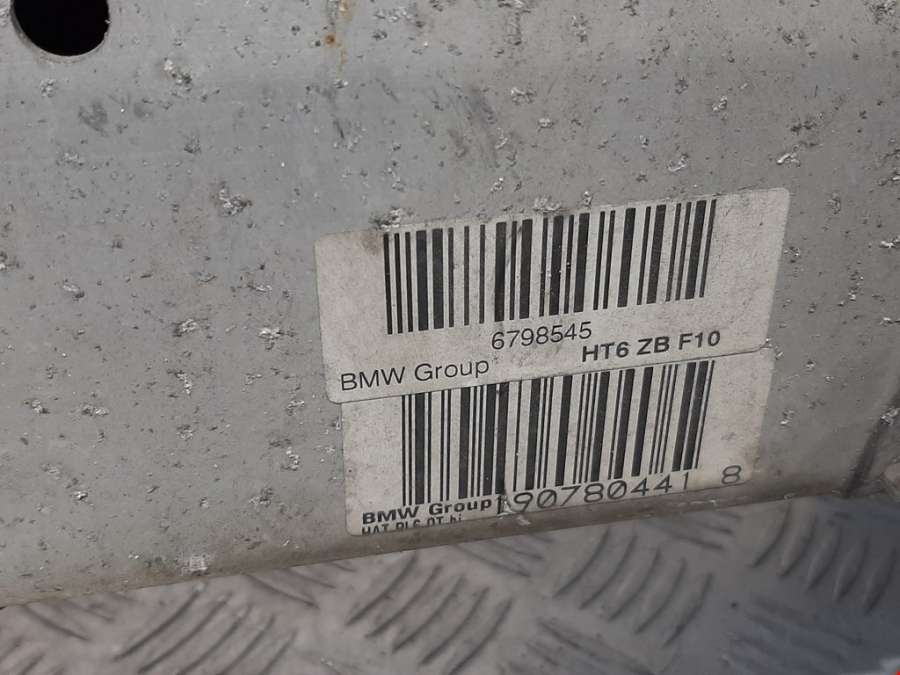 6798545
BMW Group HT6 ZB F10
BMW Group 190780441 8